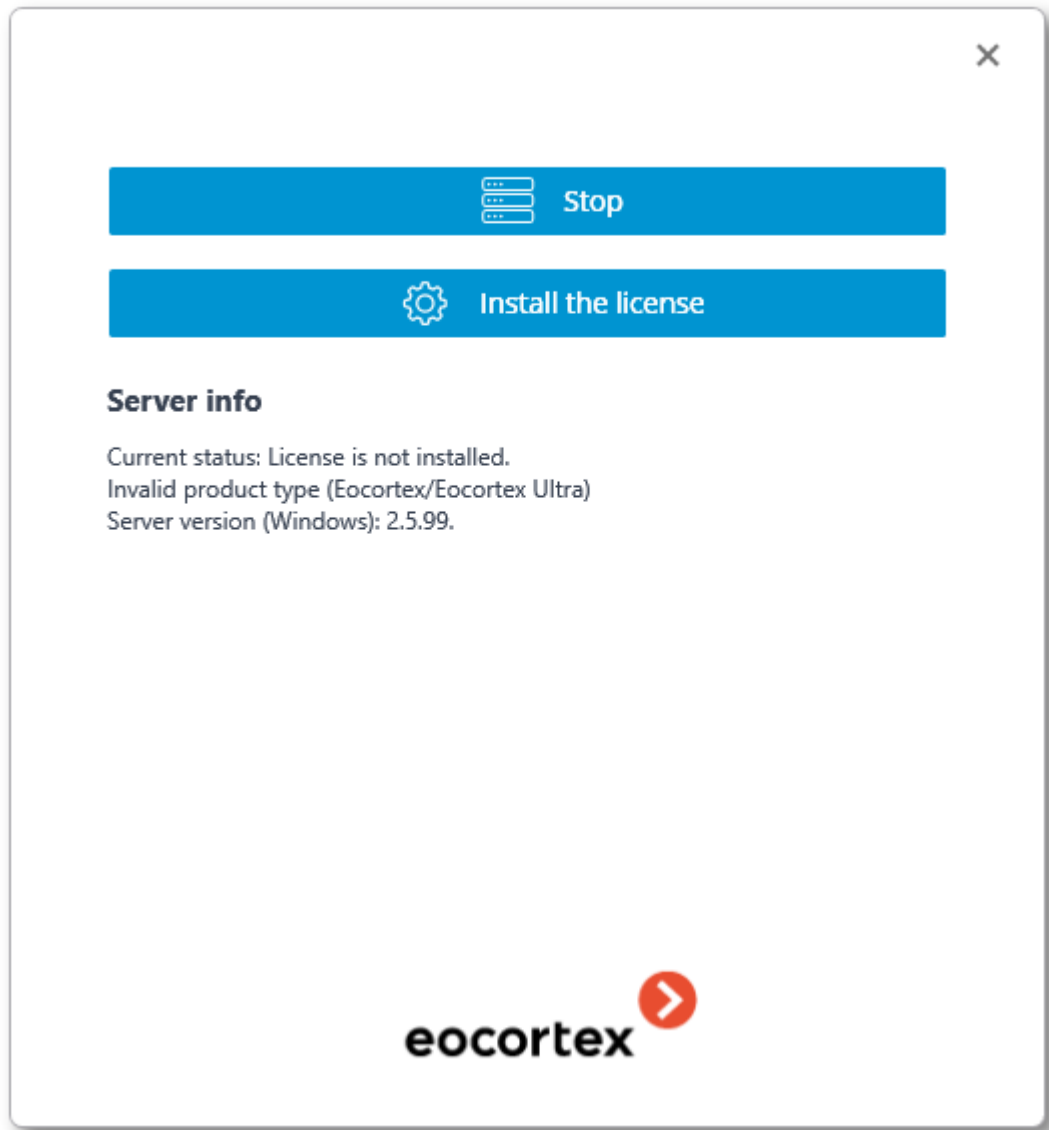 Stop
Install the license
Server info
Current status: License is not installed.
Invalid product type (Eocortex/Eocortex Ultra)
Server version (Windows): 2.5.99.
eocortex